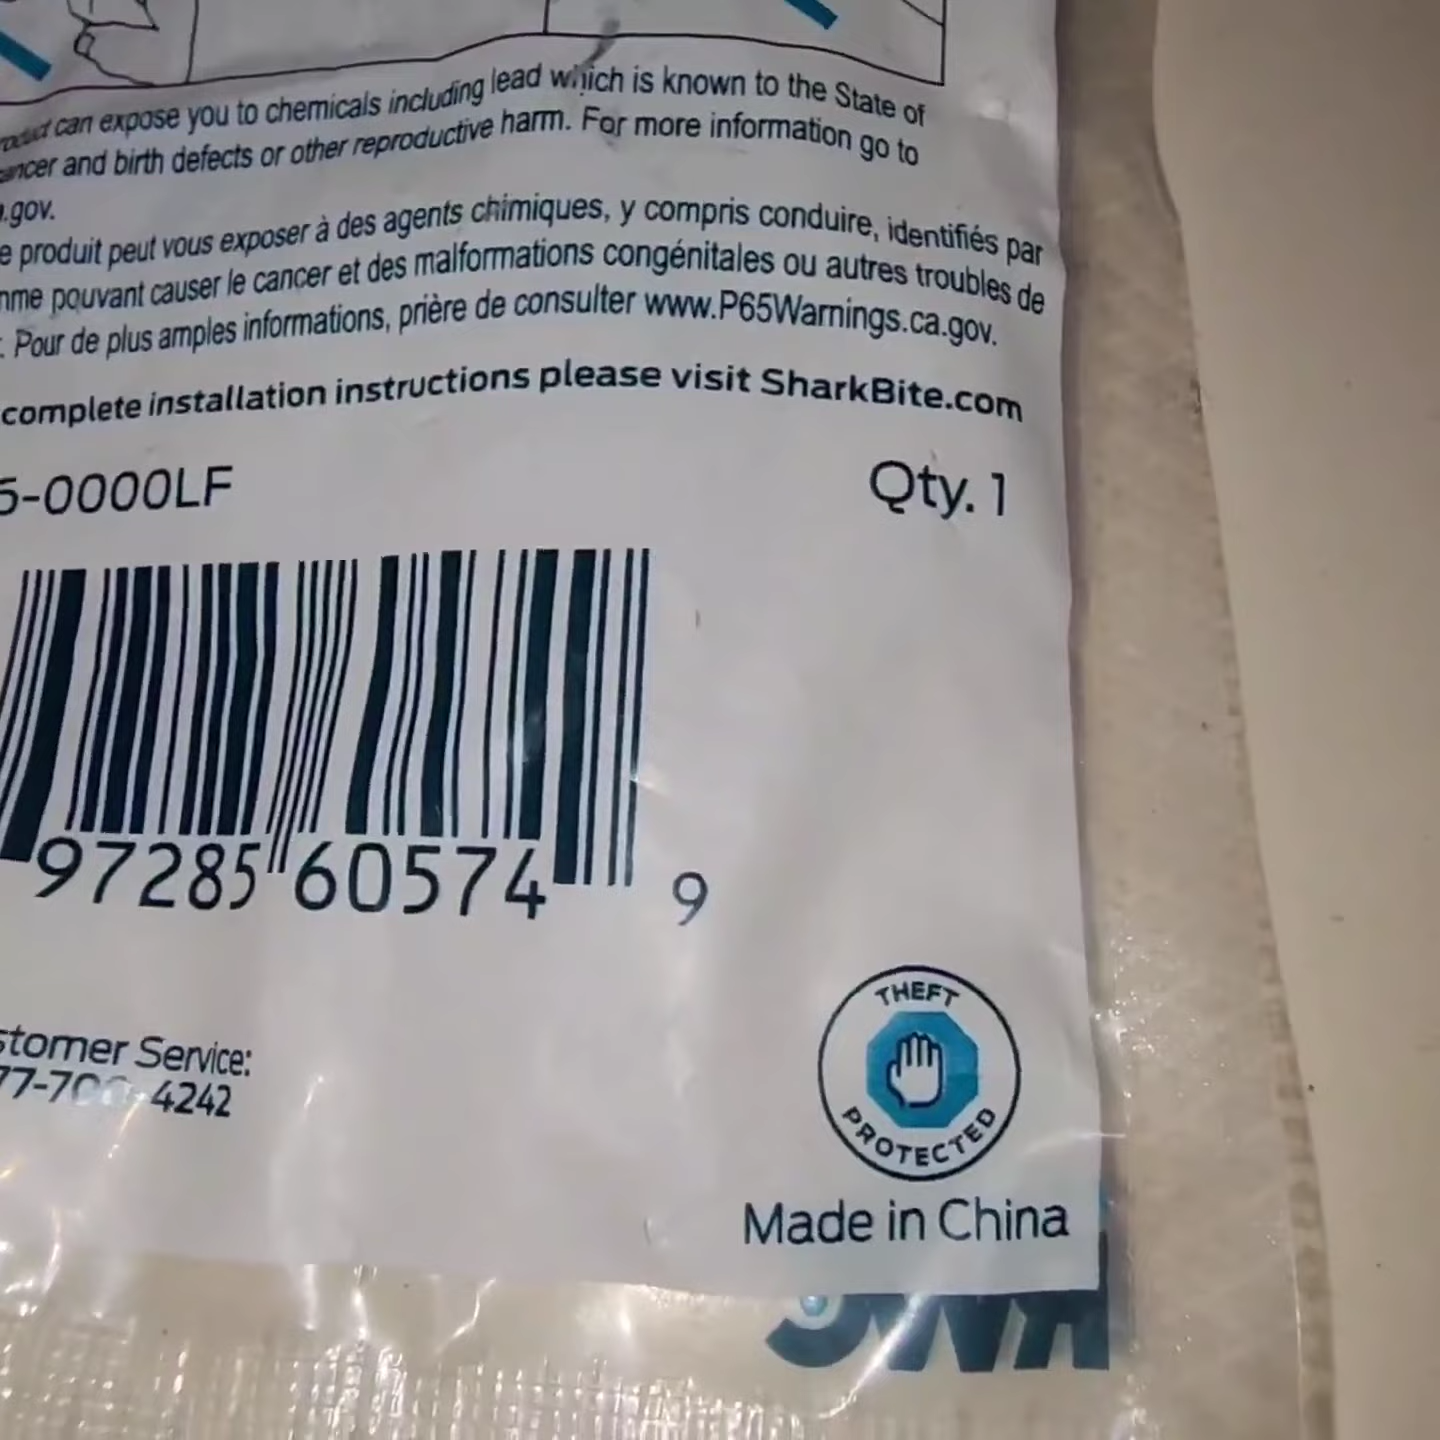 can expose you to chemicals including lead which is known to the State of
and birth defects or other reproductive harm. For more information go to
.gov.
produit peut vous exposer à des agents chimiques, y compris conduire, identifiés par
pouvant causer le cancer et des malformations congénitales ou autres troubles de
. Pour de plus amples informations, prière de consulter www.P65Warnings.ca.gov.
complete installation instructions please visit SharkBite.com
5-0000LF
Qty. 1
97285 60574 9
Service:
4242
THEFT
PROTECTED
Made in China